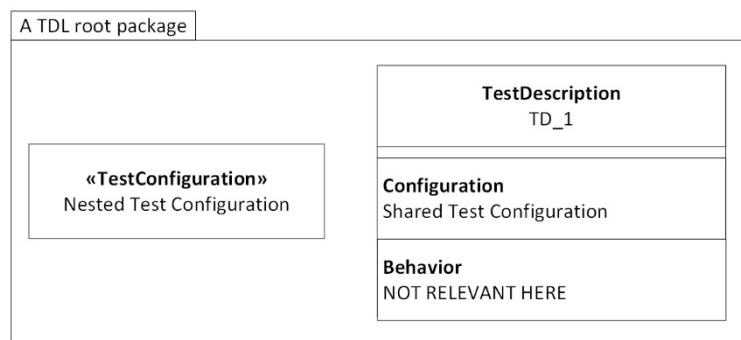 A TDL root package
«TestConfiguration»
Nested Test Configuration
TestDescription
TD_1
Configuration
Shared Test Configuration
Behavior
NOT RELEVANT HERE